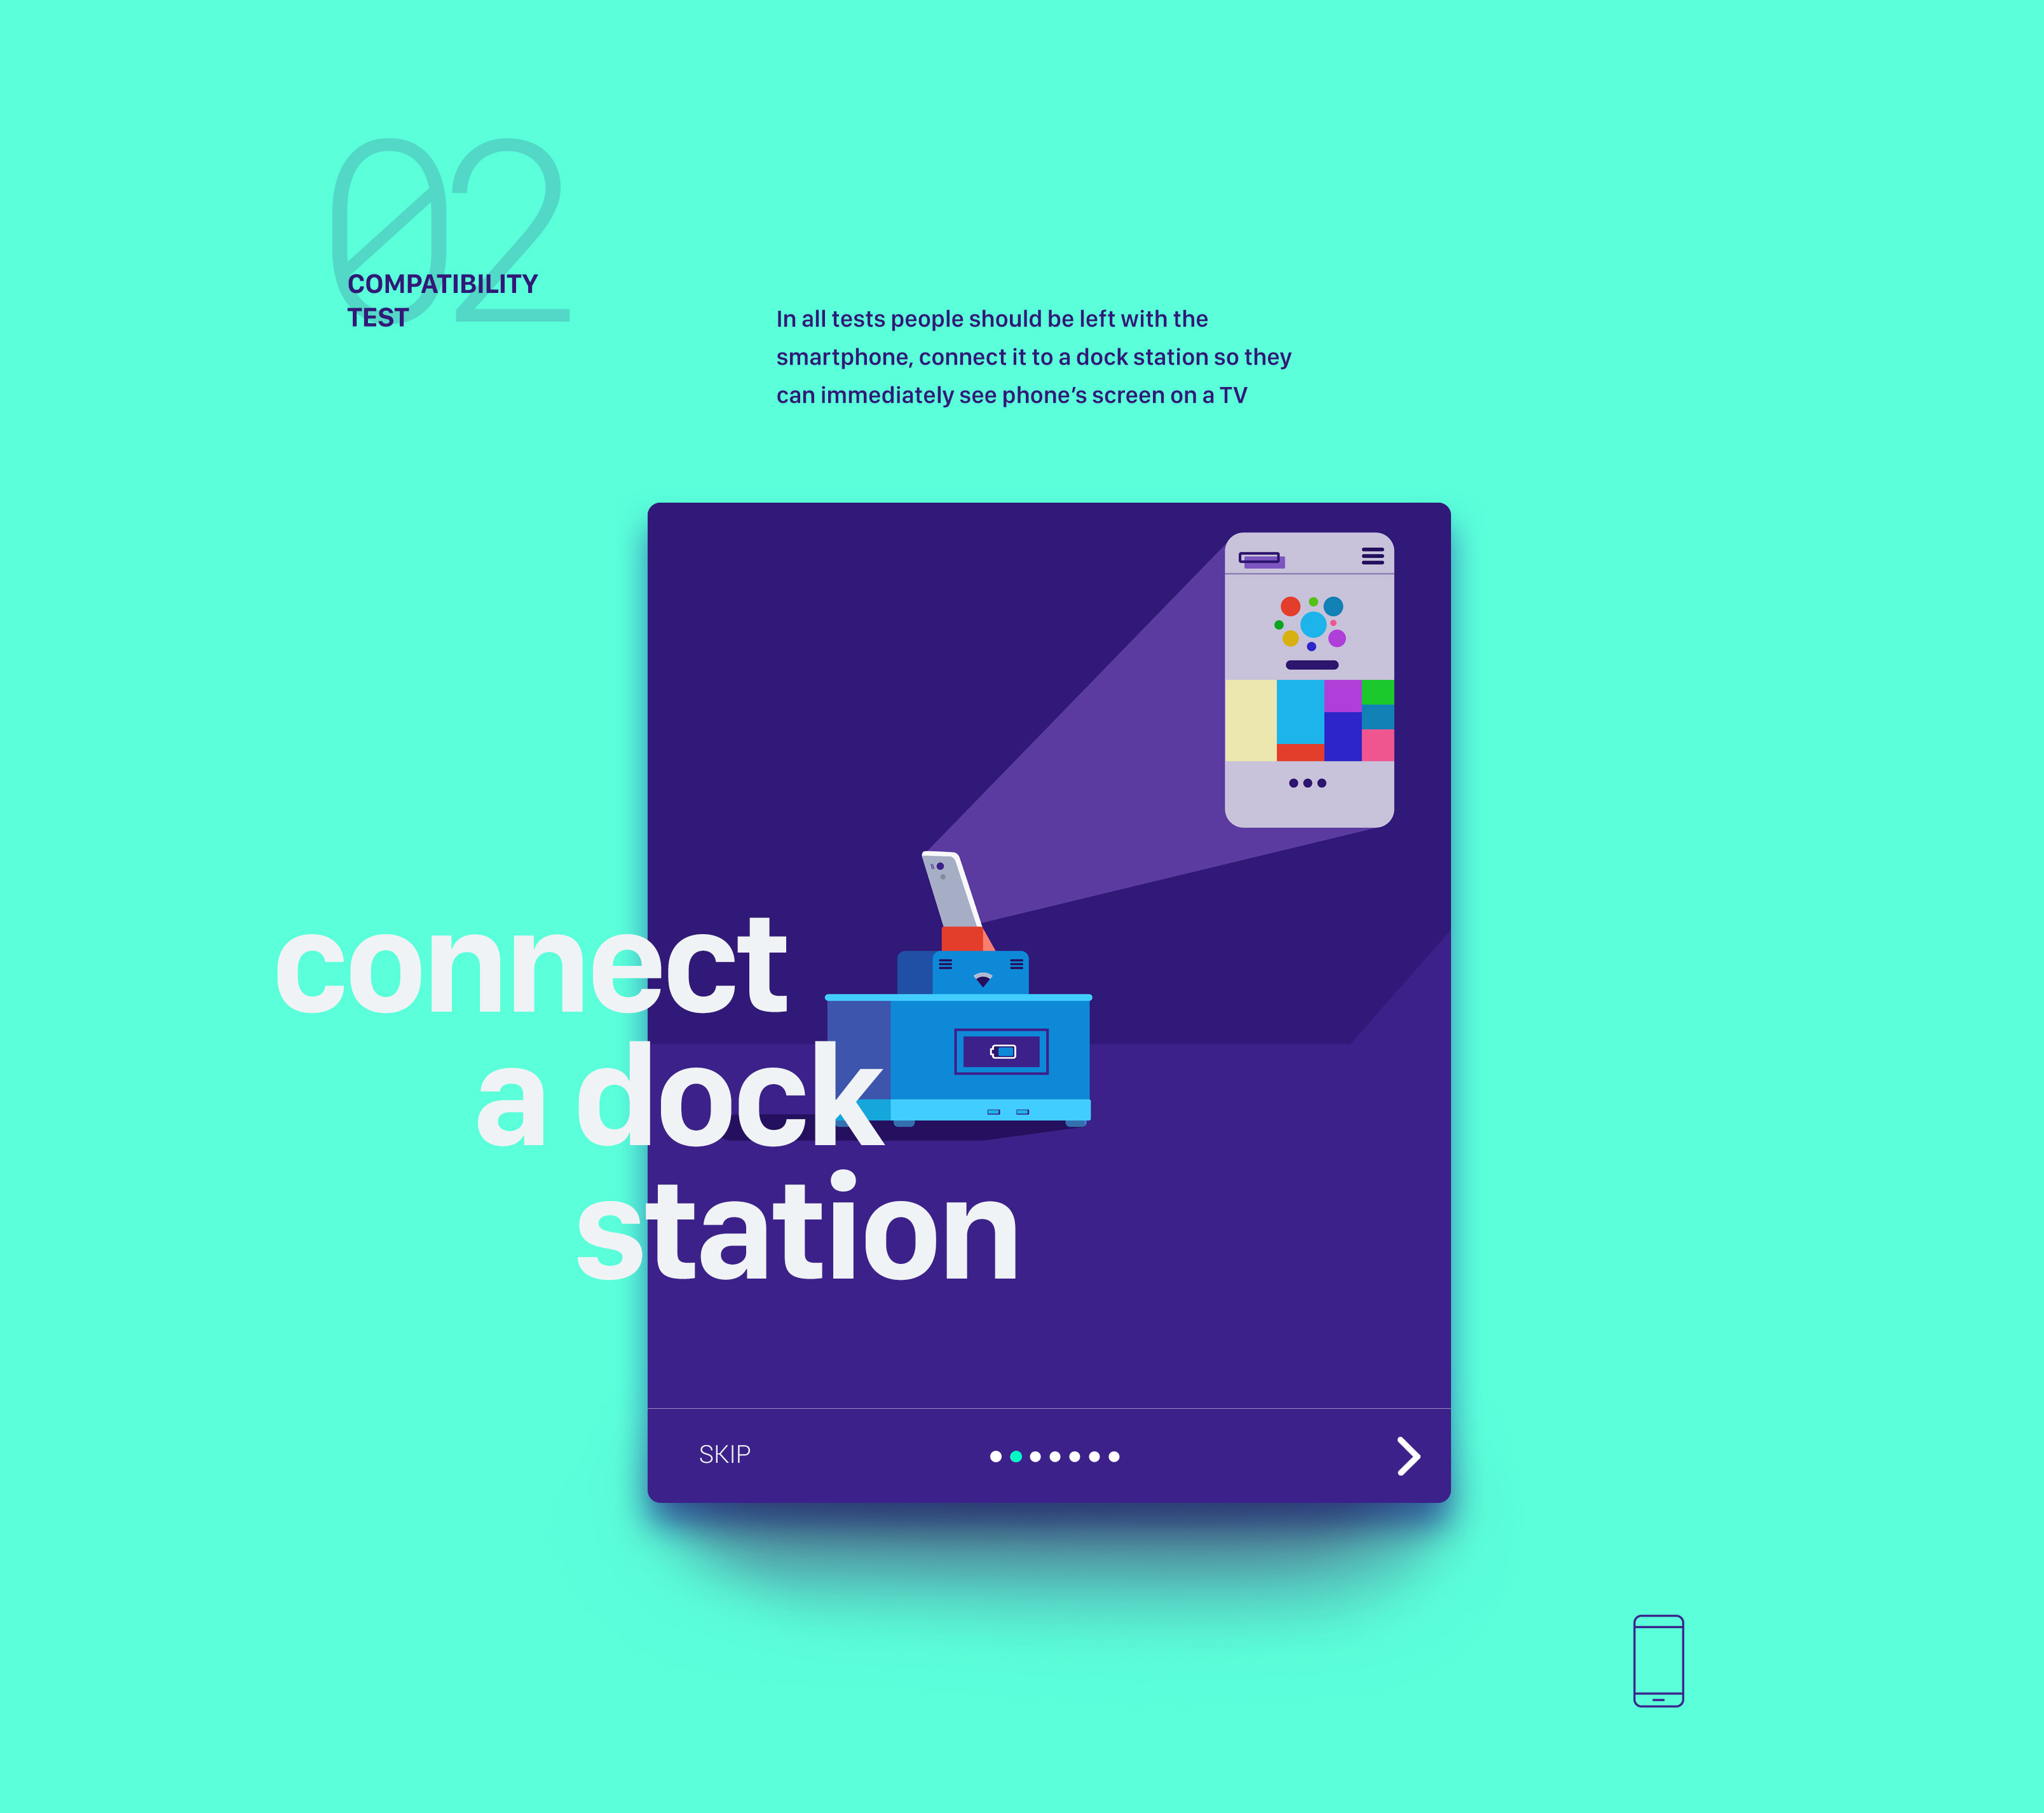 02
COMPATIBILITY
TEST
In all tests people should be left with the
smartphone, connect it to a dock station so they
can immediately see phone’s screen on a TV
connect
a dock
station
SKIP